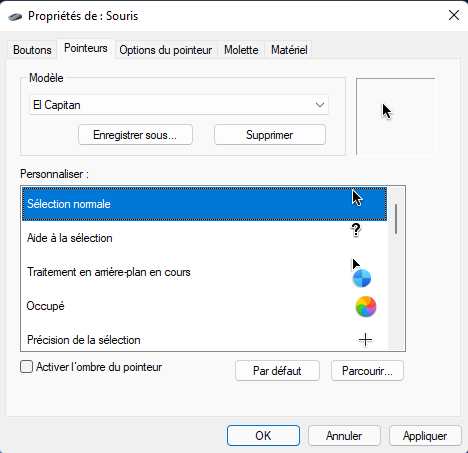 Propriétés de : Souris
Boutons Pointeurs Options du pointeur Molette Matériel
Modèle
El Capitan
Enregistrer sous... Supprimer
Personnaliser :
Sélection normale
Aide à la sélection
Traitement en arrière-plan en cours
Occupé
Précision de la sélection
Activer l'ombre du pointeur Par défaut Parcourir...
OK Annuler Appliquer